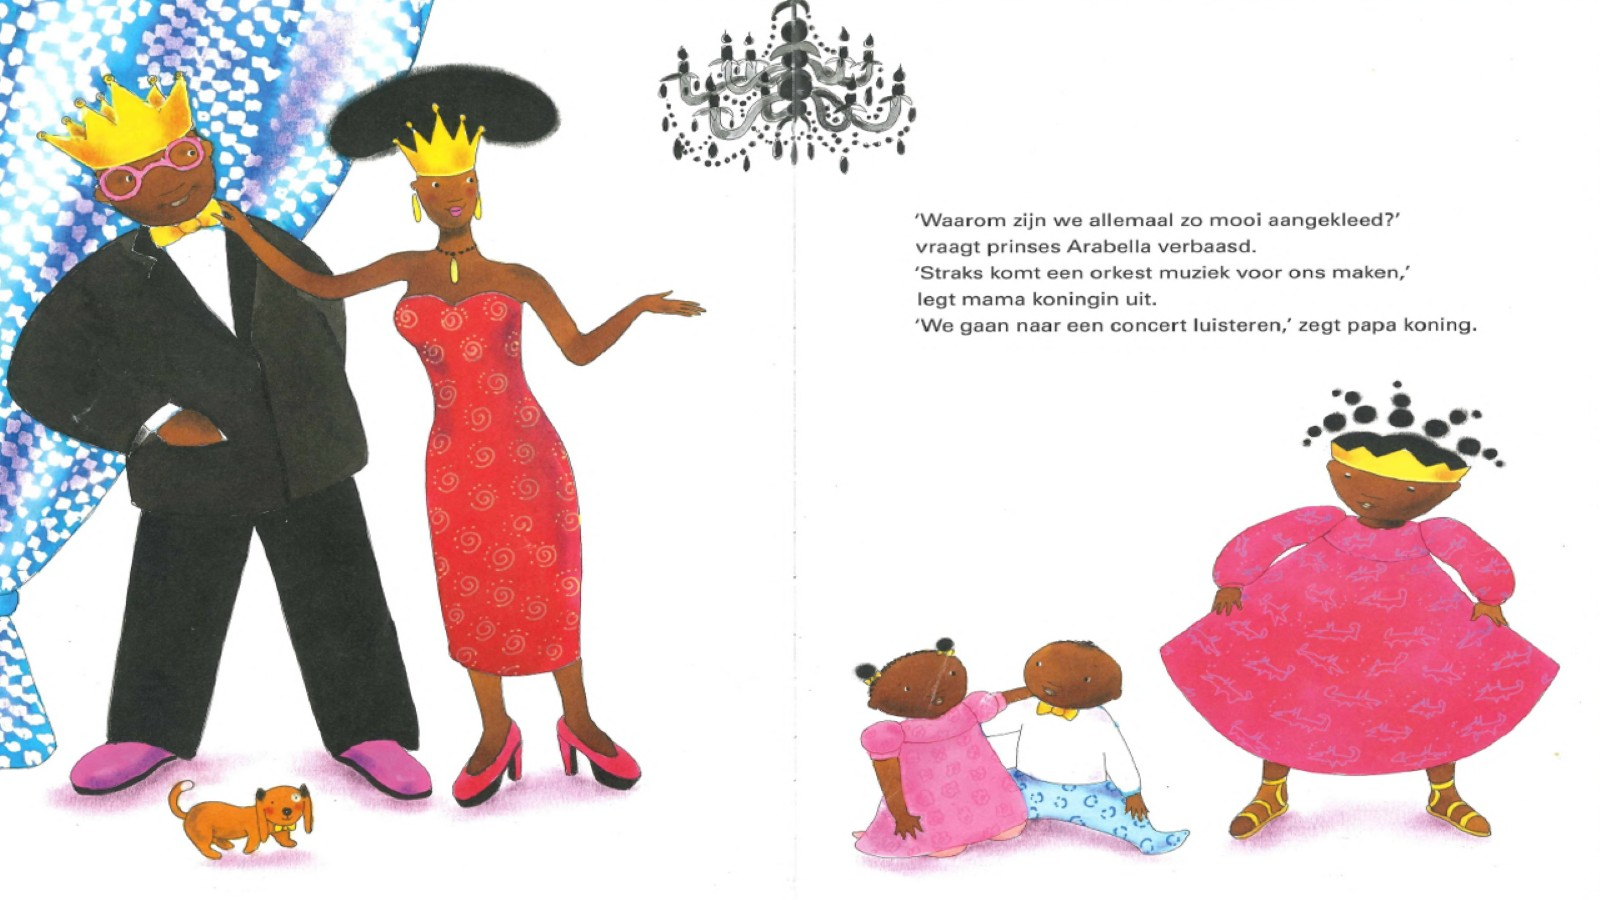 ‘Waarom zijn we allemaal zo mooi aangekleed?’
vraagt prinses Arabella verbaasd.
‘Straks komt een orkest muziek voor ons maken,’
legt mama koningin uit.
‘We gaan naar een concert luisteren,’ zegt papa koning.